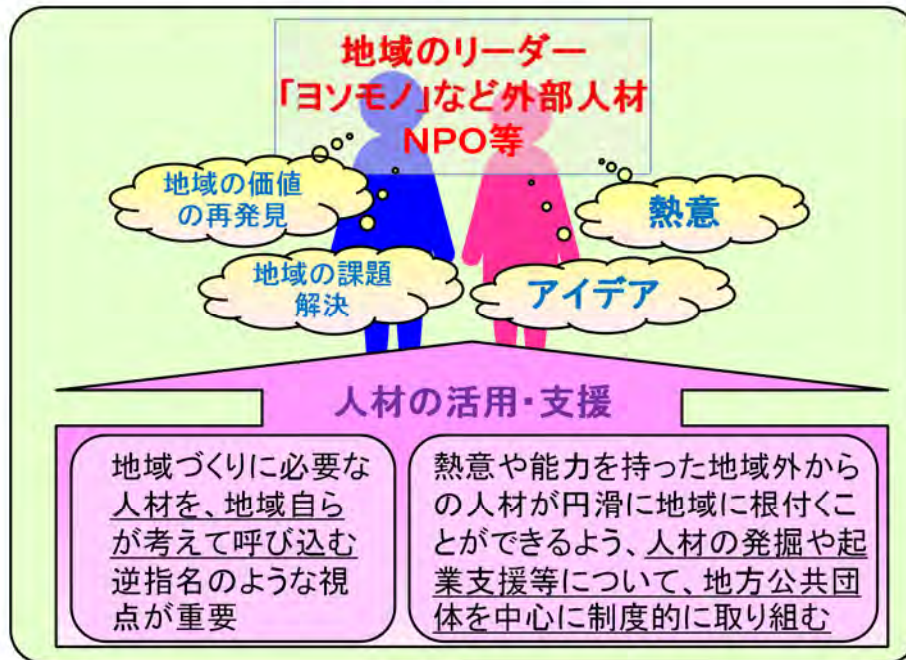 地域のリーダー
「ヨソモノ」など外部人材
NPO等
地域の価値
の再発見
熱意
地域の課題
解決
アイデア
人材の活用・支援
地域づくりに必要な
人材を、地域自ら
が考えて呼び込む
逆指名のような視
点が重要
熱意や能力を持った地域外から
の人材が円滑に地域に根付くこ
とができるよう、人材の発掘や起
業支援等について、地方公共団
体を中心に制度的に取り組む